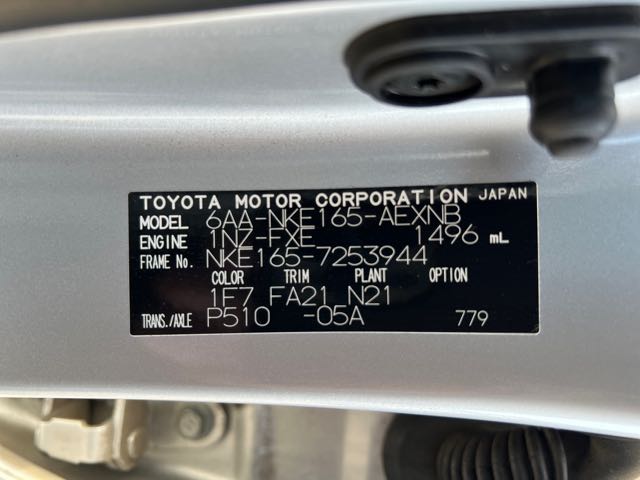 TOYOTA MOTOR CORPORATION JAPAN
MODEL 6AA-NKE165-AEXNB
ENGINE 1NZ-FXE 1496 mL
FRAME No. NKE165-7253944
COLOR TRIM PLANT OPTION
1F7 FA21 N21
TRANS./AXLE P510 -05A 779